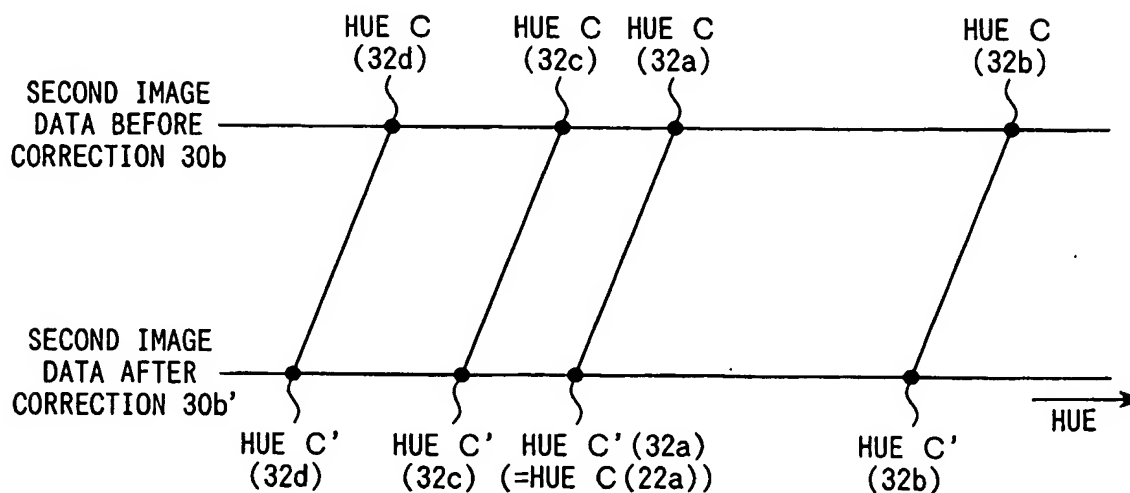 HUE C
(32d)
HUE C
(32c)
HUE C
(32a)
HUE C
(32b)
SECOND IMAGE
DATA BEFORE
CORRECTION 30b
SECOND IMAGE
DATA AFTER
CORRECTION 30b'
HUE
HUE C'
(32d)
HUE C'
(32c)
HUE C'(32a)
(=HUE C(22a))
HUE C'
(32b)